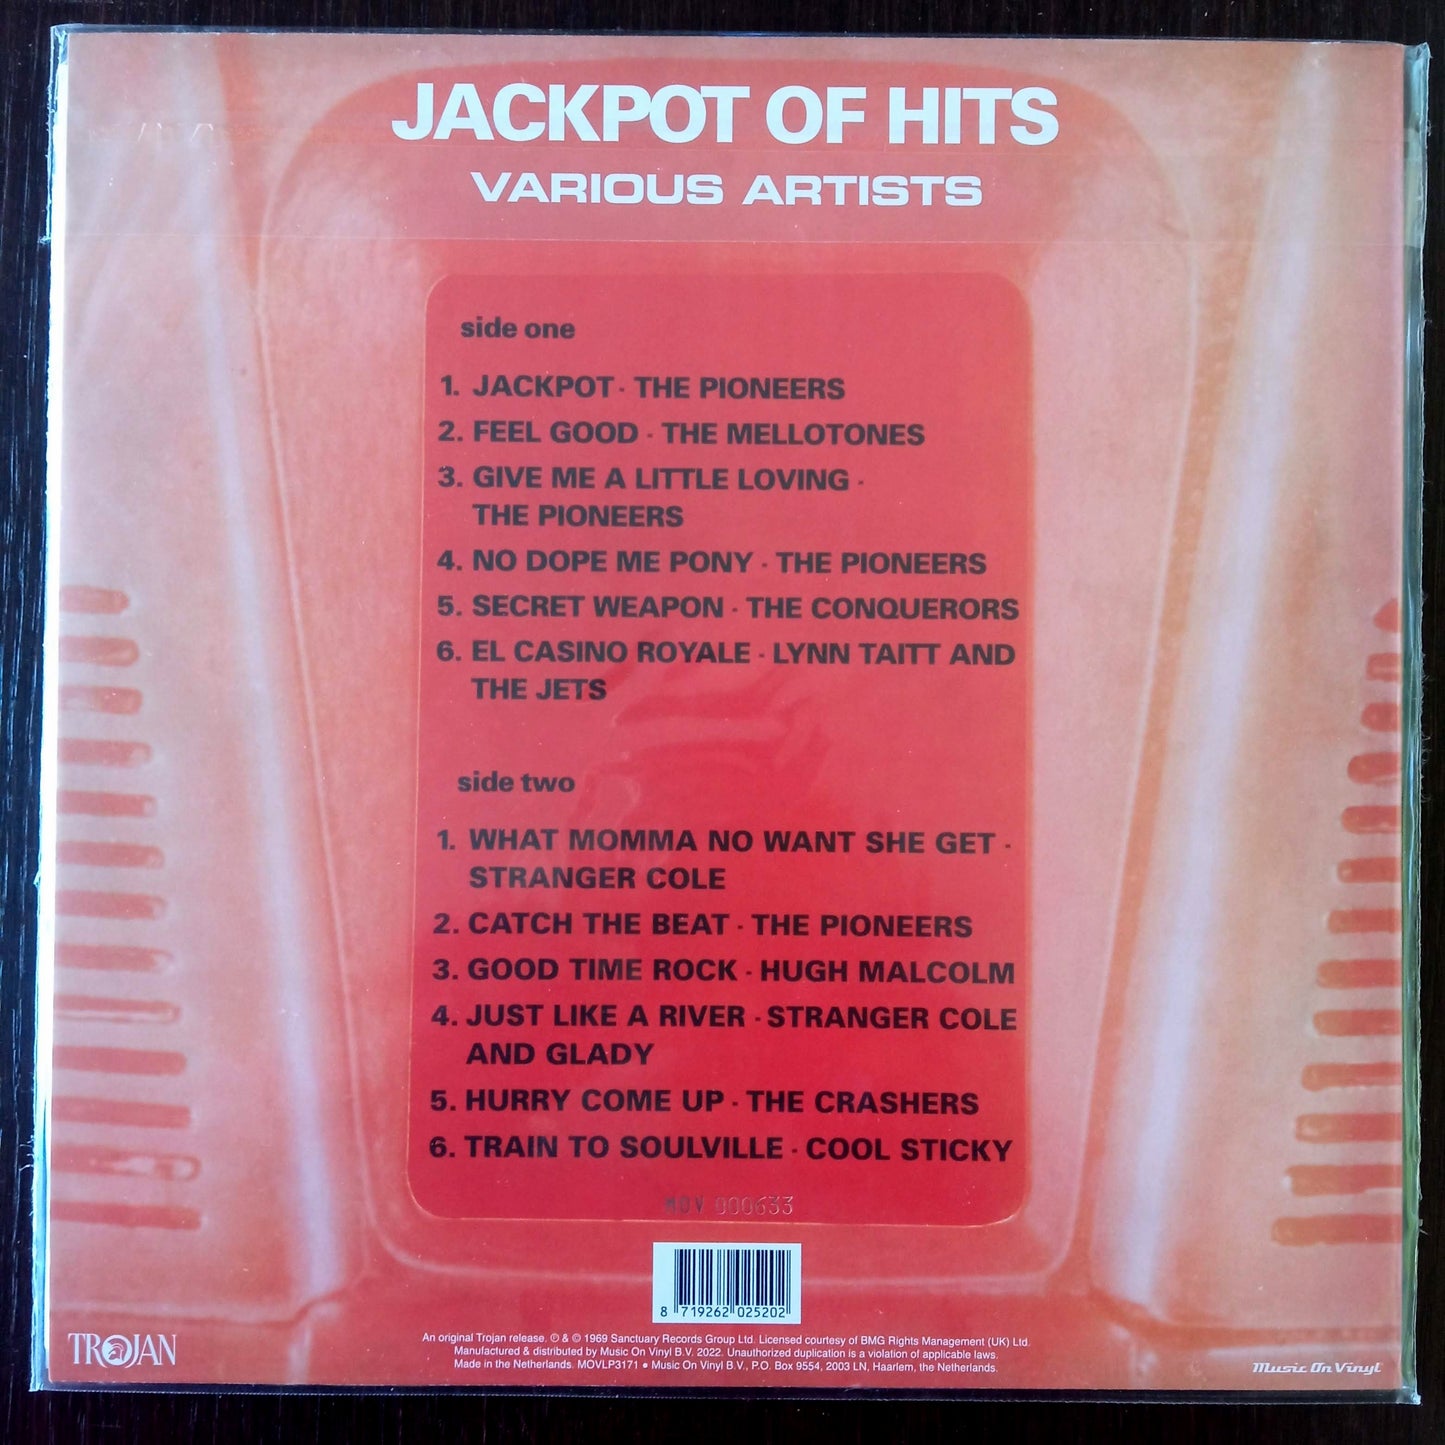 JACKPOT OF HITS
VARIOUS ARTISTS
side one
1. JACKPOT · THE PIONEERS
2. FEEL GOOD · THE MELLOTONES
3. GIVE ME A LITTLE LOVING ·
THE PIONEERS
4. NO DOPE ME PONY · THE PIONEERS
5. SECRET WEAPON · THE CONQUERORS
6. EL CASINO ROYALE · LYNN TAITT AND
THE JETS
side two
1. WHAT MOMMA NO WANT SHE GET ·
STRANGER COLE
2. CATCH THE BEAT · THE PIONEERS
3. GOOD TIME ROCK · HUGH MALCOLM
4. JUST LIKE A RIVER · STRANGER COLE
AND GLADY
5. HURRY COME UP · THE CRASHERS
6. TRAIN TO SOULVILLE · COOL STICKY
MOV 000633
8 719262 025202
TROJAN
An original Trojan release. ℗ & © 1969 Sanctuary Records Group Ltd. Licensed courtesy of BMG Rights Management (UK) Ltd.
Manufactured & distributed by Music On Vinyl B.V. 2022. Unauthorized duplication is a violation of applicable laws.
Made in the Netherlands. MOVLP3171 ● Music On Vinyl B.V., P.O. Box 9554, 2003 LN, Haarlem, the Netherlands.
Music On Vinyl